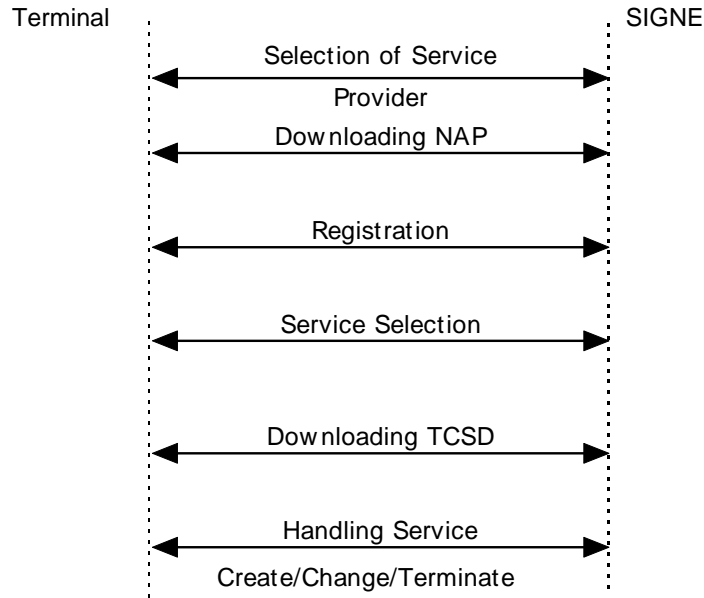 Terminal
SIGNE
Selection of Service
Provider
Downloading NAP
Registration
Service Selection
Downloading TCSD
Handling Service
Create/Change/Terminate